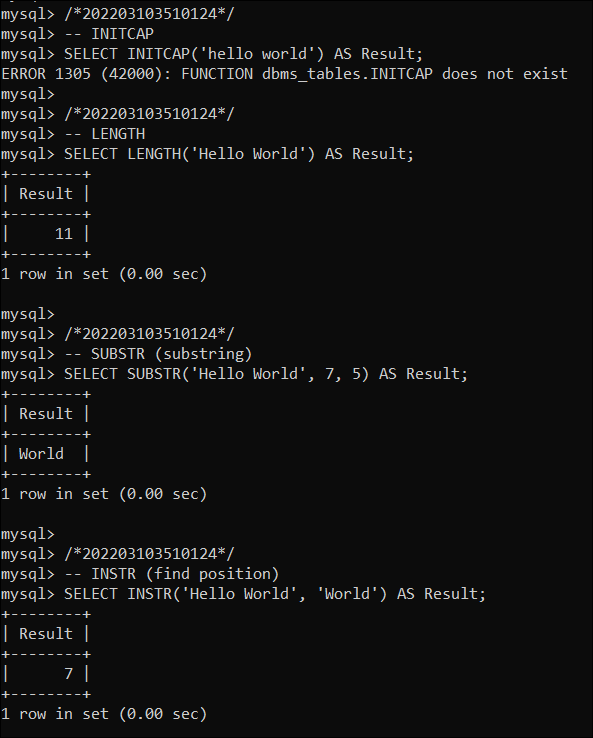 mysql> /*202203103510124*/
mysql> -- INITCAP
mysql> SELECT INITCAP('hello world') AS Result;
ERROR 1305 (42000): FUNCTION dbms_tables.INITCAP does not exist
mysql>
mysql> /*202203103510124*/
mysql> -- LENGTH
mysql> SELECT LENGTH('Hello World') AS Result;
+--------+
| Result |
+--------+
|     11 |
+--------+
1 row in set (0.00 sec)

mysql>
mysql> /*202203103510124*/
mysql> -- SUBSTR (substring)
mysql> SELECT SUBSTR('Hello World', 7, 5) AS Result;
+--------+
| Result |
+--------+
| World  |
+--------+
1 row in set (0.00 sec)

mysql>
mysql> /*202203103510124*/
mysql> -- INSTR (find position)
mysql> SELECT INSTR('Hello World', 'World') AS Result;
+--------+
| Result |
+--------+
|      7 |
+--------+
1 row in set (0.00 sec)